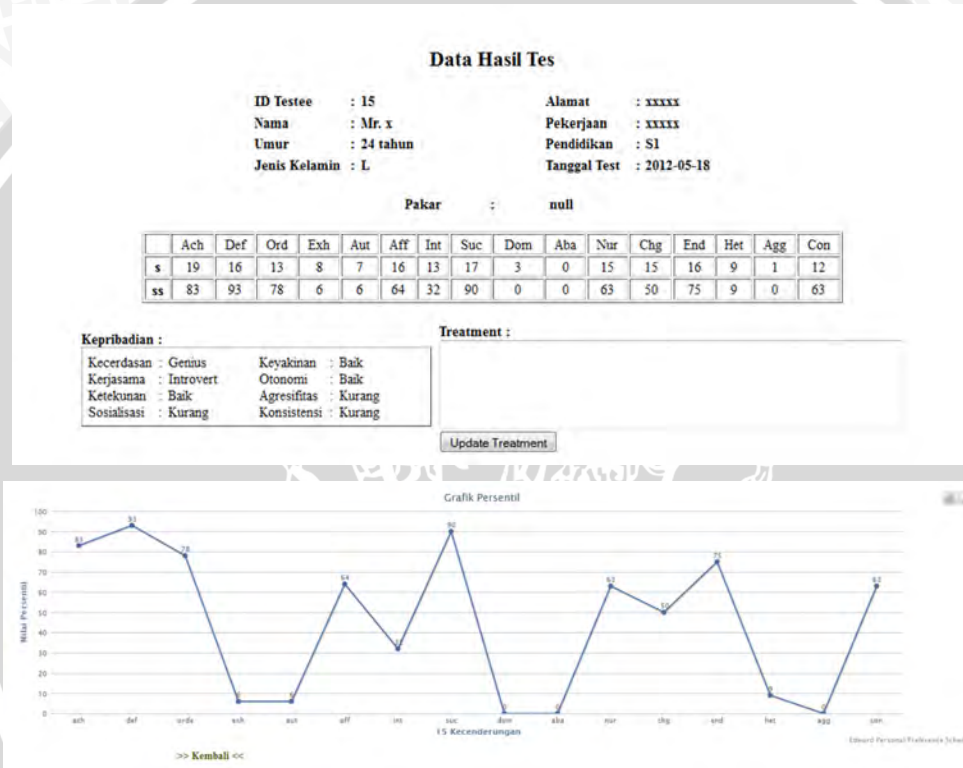 Data Hasil Tes
ID Testee : 15 Alamat : xxxxx
Nama : Mr. x Pekerjaan : xxxxx
Umur : 24 tahun Pendidikan : S1
Jenis Kelamin : L Tanggal Test : 2012-05-18
Pakar : null
Ach Def Ord Exh Aut Aff Int Suc Dom Aba Nur Chg End Het Agg Con
s 19 16 13 8 7 16 13 17 3 0 15 15 16 9 1 12
ss 83 93 78 6 6 64 32 90 0 0 63 50 75 9 0 63
Kepribadian :
Kecerdasan : Genius Keyakinan : Baik
Kerjasama : Introvert Otonomi : Baik
Ketekunan : Baik Agresifitas : Kurang
Sosialisasi : Kurang Konsistensi : Kurang
Treatment :
Update Treatment
Grafik Persentil
Nilai Persentil
100
90
80
70
60
50
40
30
20
10
0
83 93 78 6 6 64 32 90 0 0 63 50 75 9 0 63
ach def orde exh aut aff int suc dom aba nur chg end het agg con
15 Kecenderungan
Edward Personal Preference
>> Kembali <<